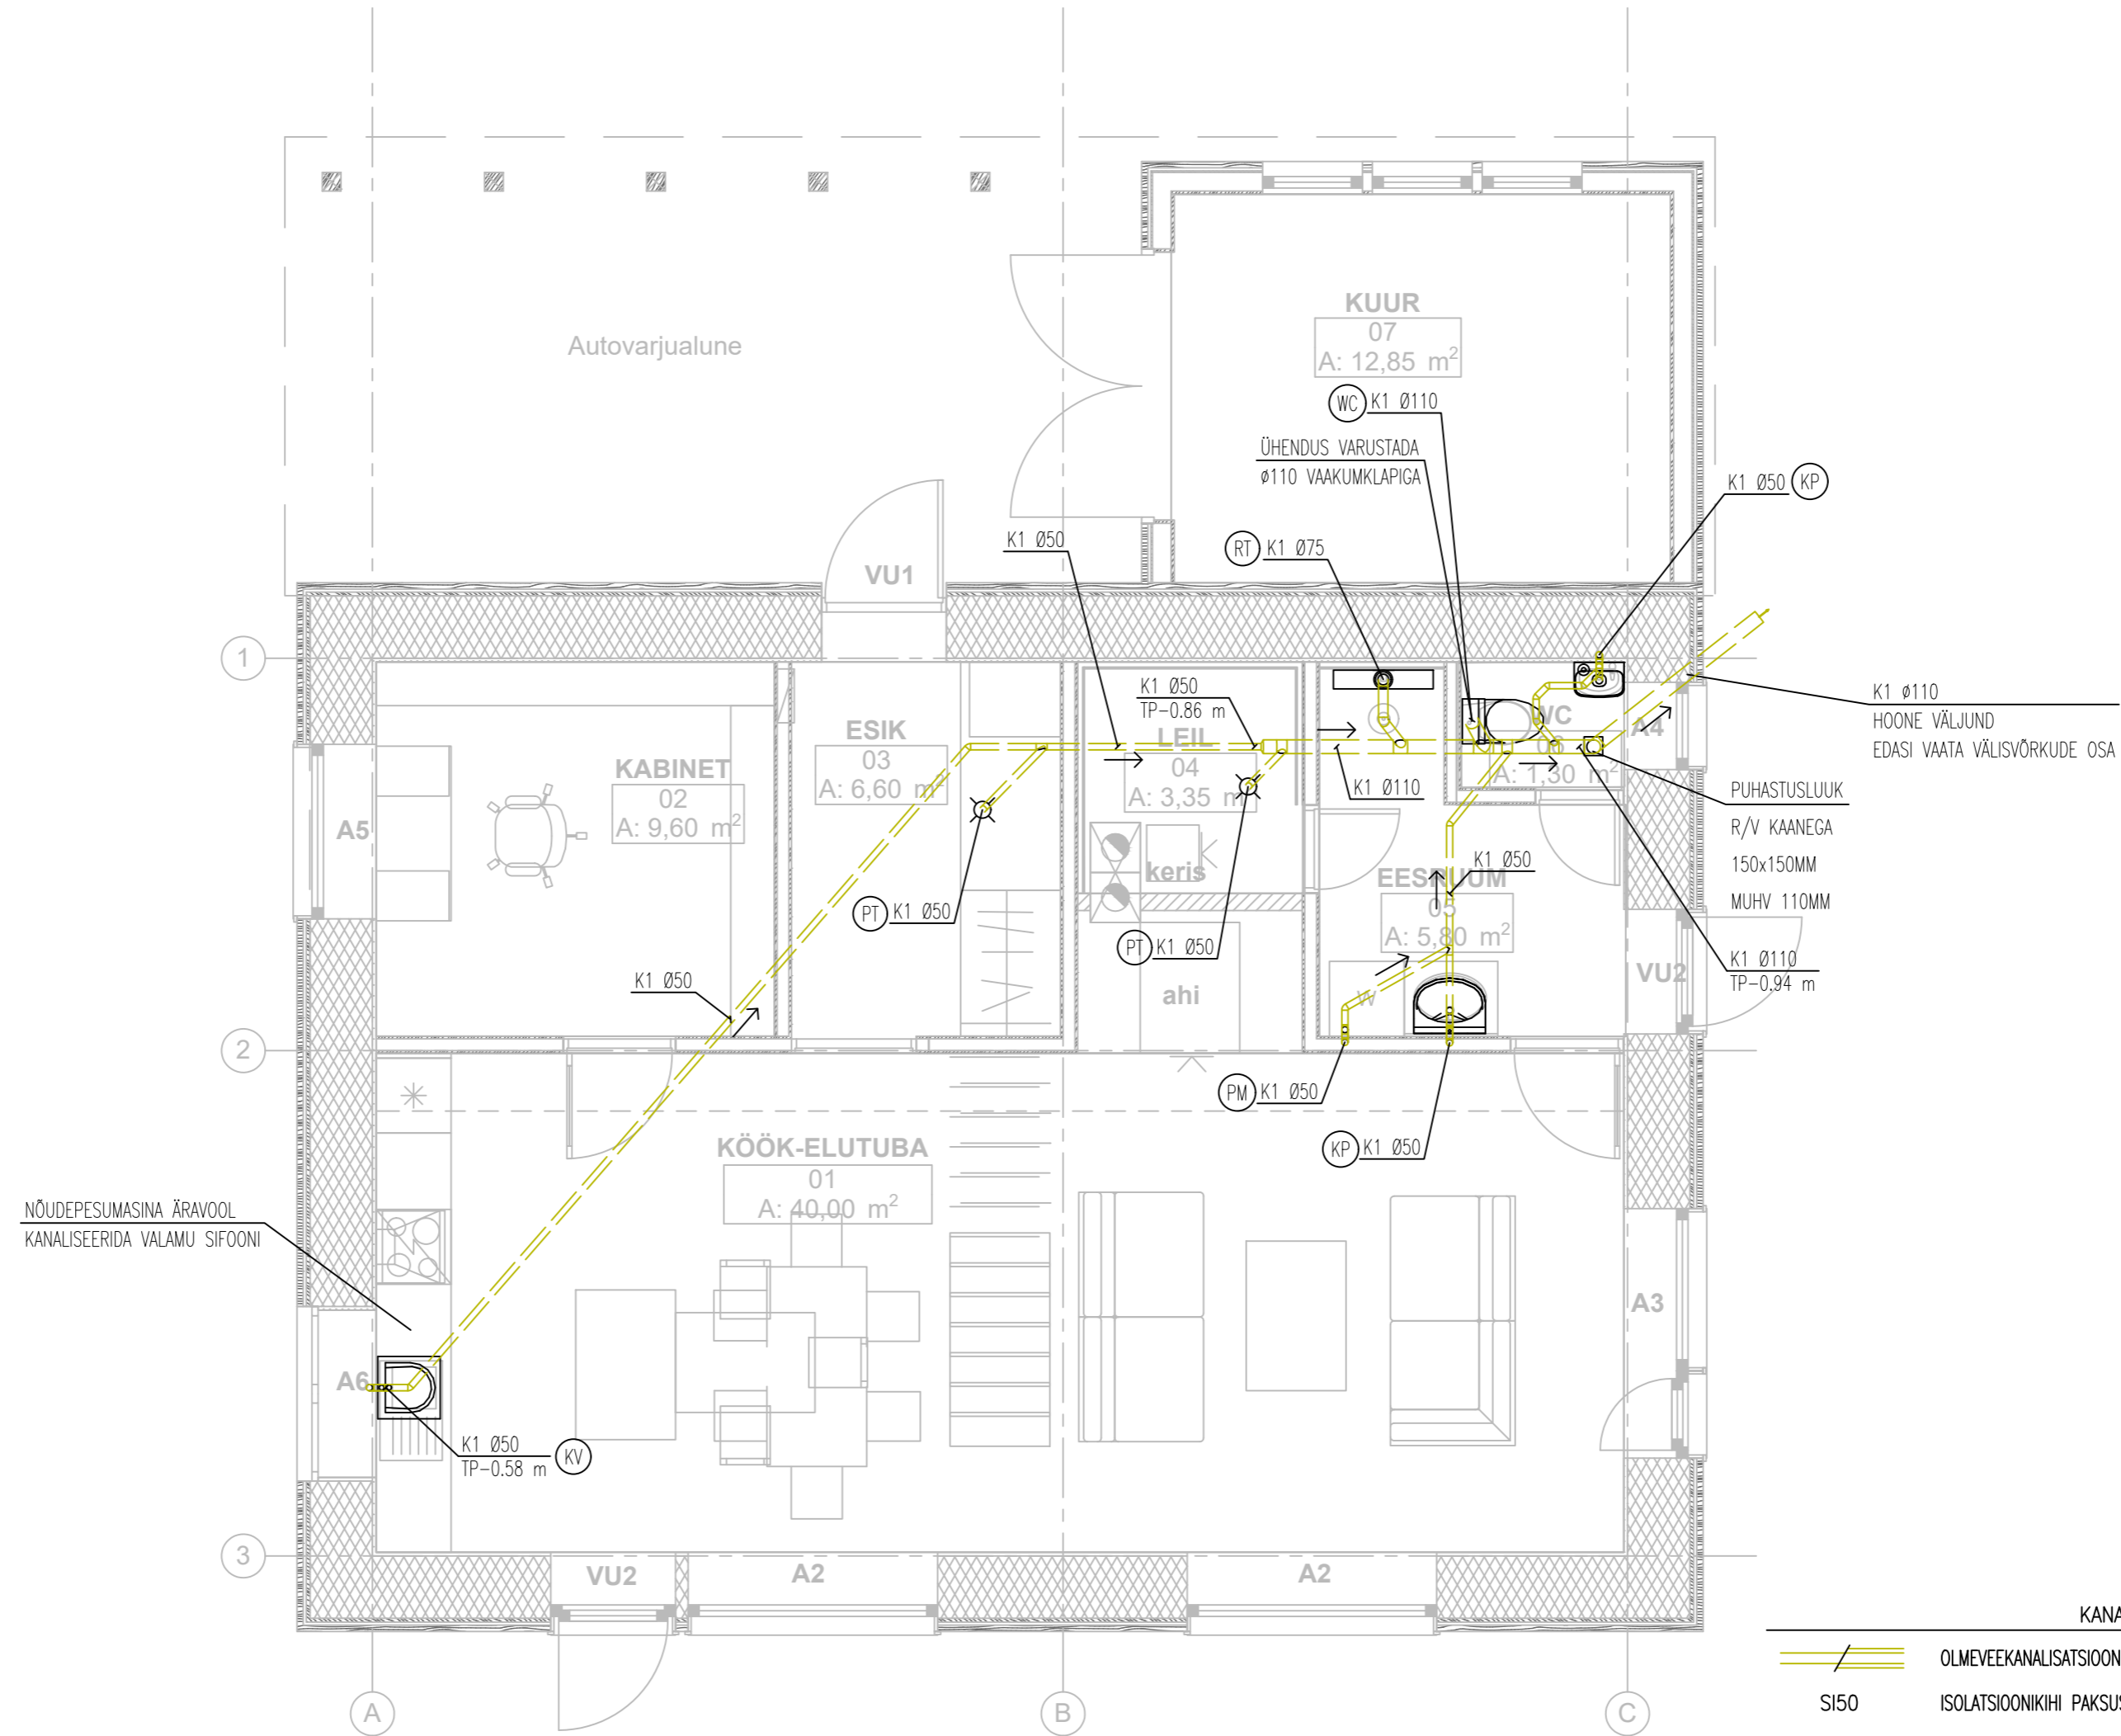 KUUR
07
A: 12,85 m²
Autovarjualune
WC K1 Ø110
ÜHENDUS VARUSTADA
ø110 VAAKUMKLAPIGA
K1 Ø50 KP
K1 Ø50
RT K1 Ø75
VU1
1
K1 Ø50
TP-0.86 m
K1 ø110
HOONE VÄLJUND
EDASI VAATA VÄLISVÕRKUDE OSA
ESIK
03
A: 6,60 m²
LEIL
04
A: 3,35 m
WC
06
A: 1,30 m²
A4
KABINET
02
A: 9,60 m²
K1 Ø110
PUHASTUSLUUK
R/V KAANEGA
150x150MM
MUHV 110MM
A5
keris
K1 Ø50
EESRUUM
05
A: 5,80 m²
PT K1 Ø50
PT K1 Ø50
K1 Ø110
TP-0.94 m
VU2
K1 Ø50
ahi
W
2
PM K1 Ø50
KP K1 Ø50
KÖÖK-ELUTUBA
01
A: 40,00 m²
NÕUDEPESUMASINA ÄRAVOOL
KANALISEERIDA VALAMU SIFOONI
A3
A6
K1 Ø50
TP-0.58 m KV
3
VU2
A2
A2
KANA
OLMEVEEKANALISATSIOON
SI50
ISOLATSIOONIKIHI PAKSUS
A
B
C